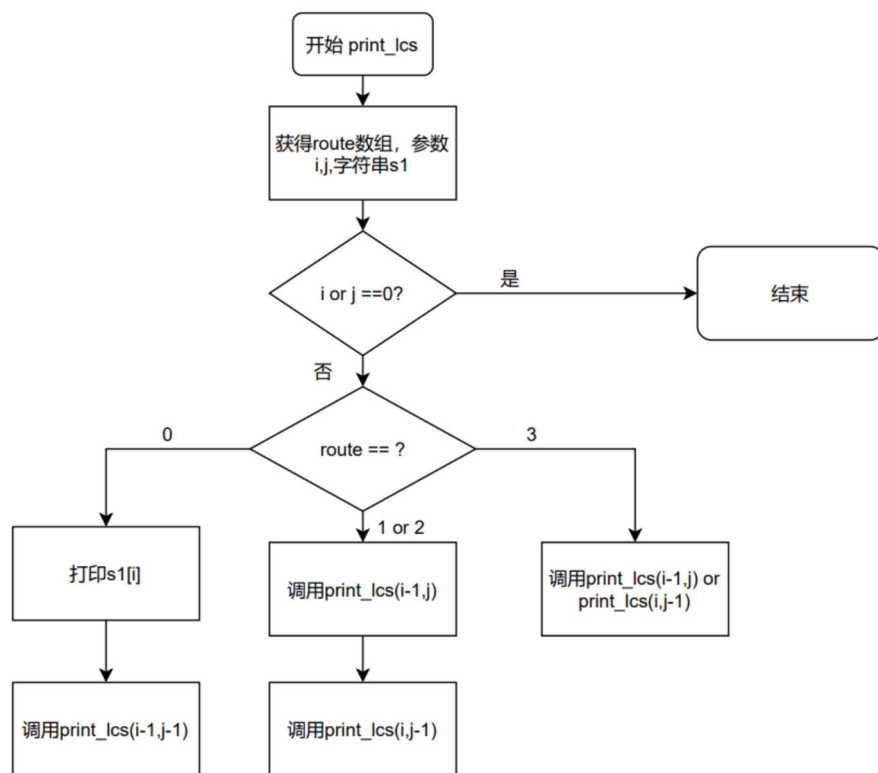 开始 print_lcs
获得route数组，参数
i,j,字符串s1
i or j ==0?
是
结束
否
route == ?
0
3
1 or 2
打印s1[i]
调用print_lcs(i-1,j)
调用print_lcs(i-1,j) or
print_lcs(i,j-1)
调用print_lcs(i-1,j-1)
调用print_lcs(i,j-1)